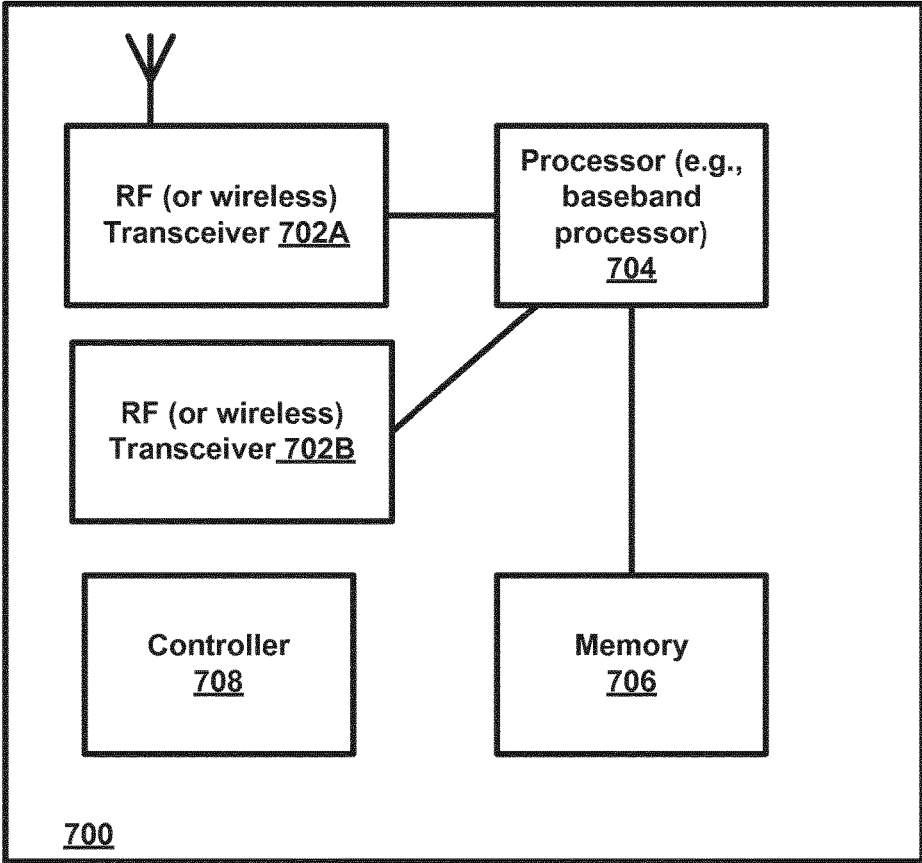 RF (or wireless)
Transceiver 702A
Processor (e.g.,
baseband
processor)
704
RF (or wireless)
Transceiver 702B
Controller
708
Memory
706
700